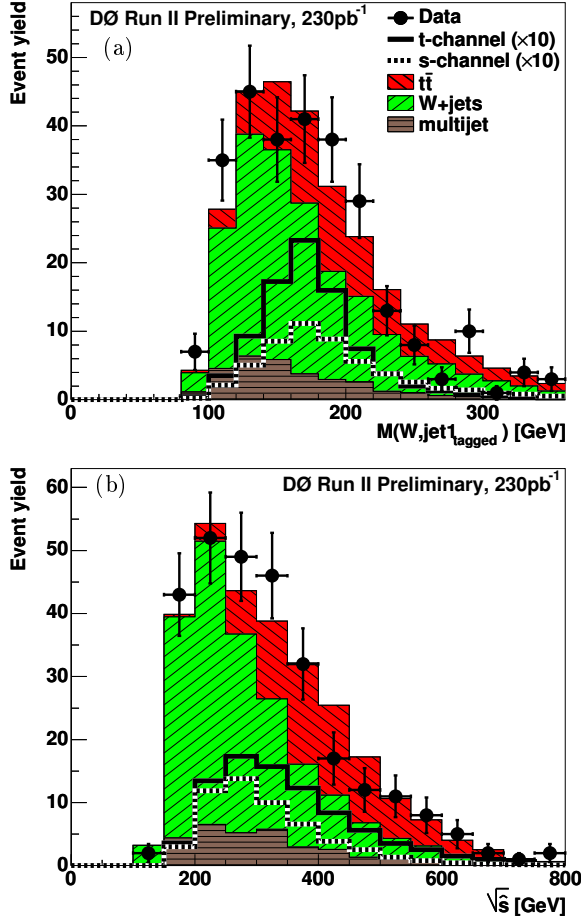 DØ Run II Preliminary, 230pb⁻¹
(a)
Data
t-channel (×10)
s-channel (×10)
tt̄
W+jets
multijet
Event yield
50
40
30
20
10
0
0 100 200 300
M(W,jet1tagged) [GeV]
DØ Run II Preliminary, 230pb⁻¹
(b)
Event yield
60
50
40
30
20
10
0
0 200 400 600 800
√ŝ [GeV]